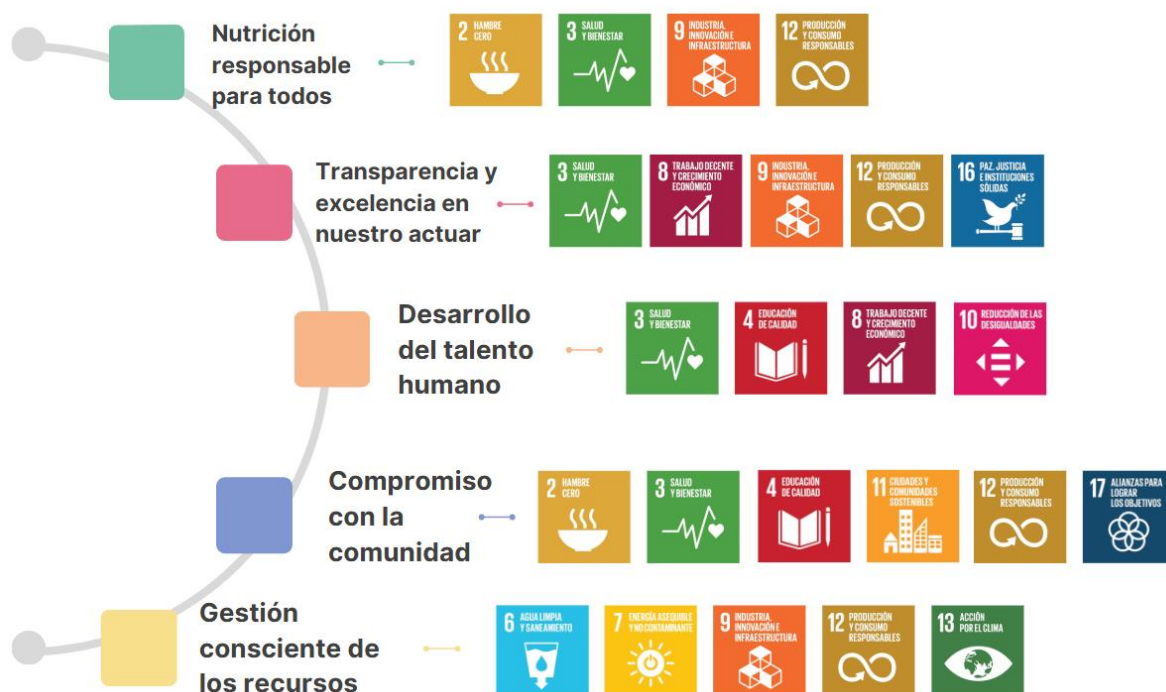 Nutrición
responsable
para todos
2 HAMBRE
CERO
3 SALUD
Y BIENESTAR
9 INDUSTRIA,
INNOVACIÓN E
INFRAESTRUCTURA
12 PRODUCCIÓN
Y CONSUMO
RESPONSABLES
Transparencia y
excelencia en
nuestro actuar
3 SALUD
Y BIENESTAR
8 TRABAJO DECENTE
Y CRECIMIENTO
ECONÓMICO
9 INDUSTRIA,
INNOVACIÓN E
INFRAESTRUCTURA
12 PRODUCCIÓN
Y CONSUMO
RESPONSABLES
16 PAZ, JUSTICIA
E INSTITUCIONES
SÓLIDAS
Desarrollo
del talento
humano
3 SALUD
Y BIENESTAR
4 EDUCACIÓN
DE CALIDAD
8 TRABAJO DECENTE
Y CRECIMIENTO
ECONÓMICO
10 REDUCCIÓN DE LAS
DESIGUALDADES
Compromiso
con la
comunidad
2 HAMBRE
CERO
3 SALUD
Y BIENESTAR
4 EDUCACIÓN
DE CALIDAD
11 CIUDADES Y
COMUNIDADES
SOSTENIBLES
12 PRODUCCIÓN
Y CONSUMO
RESPONSABLES
17 ALIANZAS PARA
LOGRAR
LOS OBJETIVOS
Gestión
consciente de
los recursos
6 AGUA LIMPIA
Y SANEAMIENTO
7 ENERGÍA ASEQUIBLE
Y NO CONTAMINANTE
9 INDUSTRIA,
INNOVACIÓN E
INFRAESTRUCTURA
12 PRODUCCIÓN
Y CONSUMO
RESPONSABLES
13 ACCIÓN
POR EL CLIMA